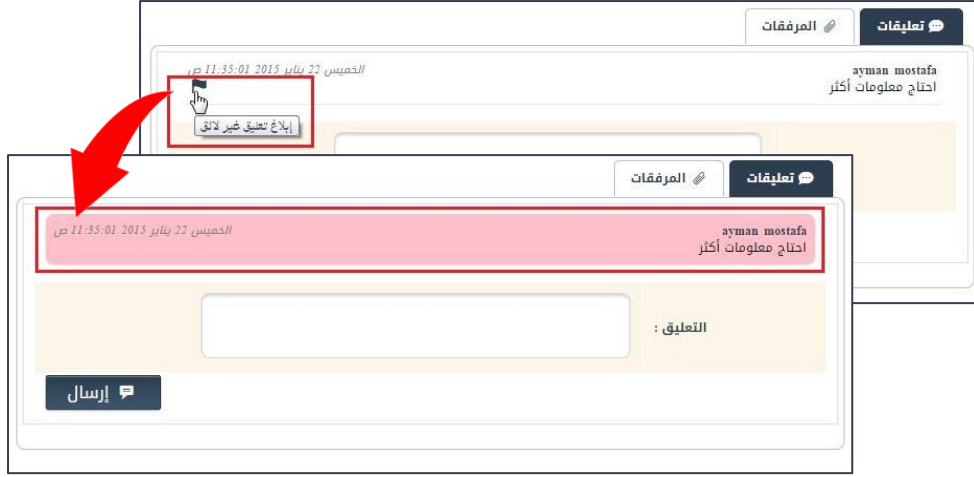 تعليقات
المرفقات
ayman mostafa
الخميس 22 يناير 2015 11:35:01 ص
احتاج معلومات أكثر
إبلاغ تعليق غير لائق
تعليقات
المرفقات
ayman mostafa
الخميس 22 يناير 2015 11:35:01 ص
احتاج معلومات أكثر
التعليق :
إرسال